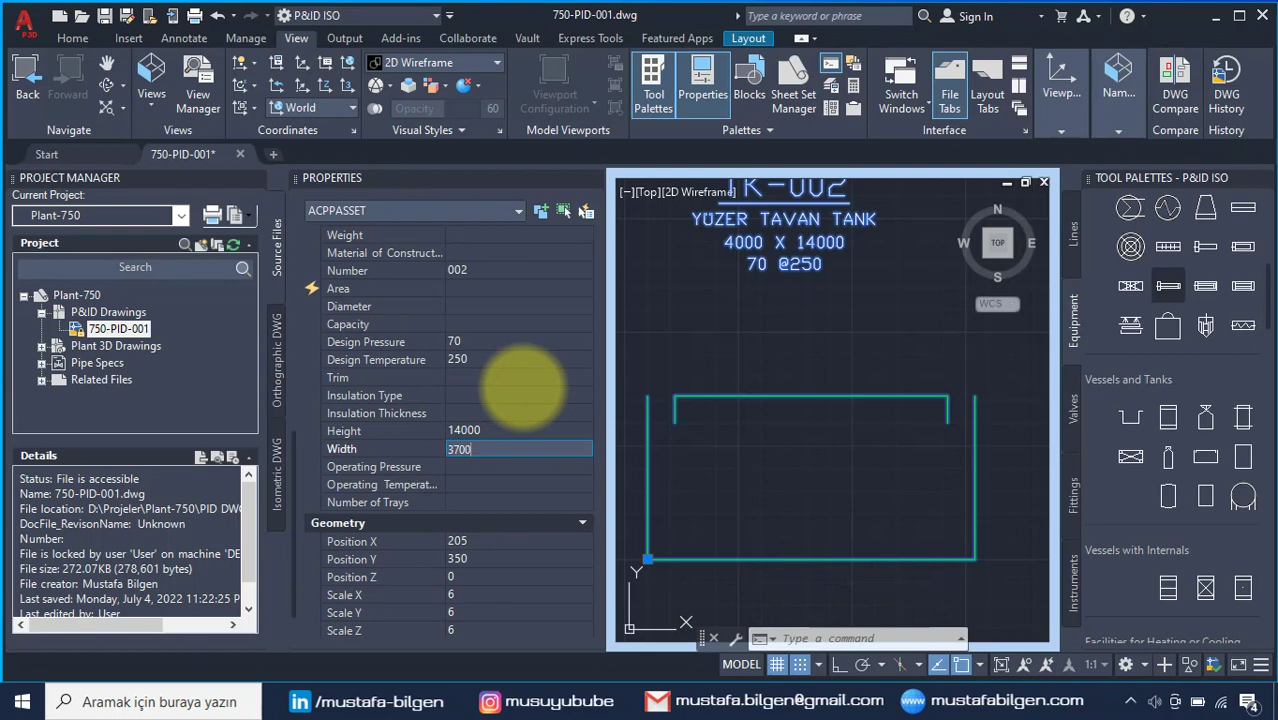 A
P3D
P&ID ISO
750-PID-001.dwg
Type a keyword or phrase
Sign In
Home
Insert
Annotate
Manage
View
Output
Add-ins
Collaborate
Vault
Express Tools
Featured Apps
Layout
Back
Forward
Navigate
Views
View
Manager
Views
World
Coordinates
2D Wireframe
Opacity
60
Visual Styles
Viewport
Configuration
Model Viewports
Tool
Palettes
Properties
Blocks
Sheet Set
Manager
Palettes
Switch
Windows
File
Tabs
Layout
Tabs
Interface
Viewp...
Nam...
DWG
Compare
Compare
DWG
History
History
Start
750-PID-001*
PROJECT MANAGER
Current Project:
Plant-750
Project
Search
Plant-750
P&ID Drawings
750-PID-001
Plant 3D Drawings
Pipe Specs
Related Files
Details
Status: File is accessible
Name: 750-PID-001.dwg
File location: D:\Projeler\Plant-750\PID DWG
DocFile_RevisonName: Unknown
Number:
File is locked by user 'User' on machine 'DE
File size: 272.07KB (278,601 bytes)
File creator: Mustafa Bilgen
Last saved: Monday, July 4, 2022 11:22:25
Last edited by: User
Source Files
Orthographic DWG
Isometric DWG
PROPERTIES
ACPPASSET
Weight
Material of Construct...
Number 002
Area
Diameter
Capacity
Design Pressure 70
Design Temperature 250
Trim
Insulation Type
Insulation Thickness
Height 14000
Width 3700
Operating Pressure
Operating Temperat...
Number of Trays
Geometry
Position X 205
Position Y 350
Position Z 0
Scale X 6
Scale Y 6
Scale Z 6
[−][Top][2D Wireframe]
TK-002
YÜZER TAVAN TANK
4000 X 14000
70 @250
N
W
TOP
E
S
WCS
Y
X
Type a command
TOOL PALETTES - P&ID ISO
Lines
Equipment
Valves
Fittings
Instruments
Vessels and Tanks
Vessels with Internals
Facilities for Heating or Cooling
MODEL
1:1
Aramak için buraya yazın
in /mustafa-bilgen
musuyubube
mustafa.bilgen@gmail.com
www mustafabilgen.com
4